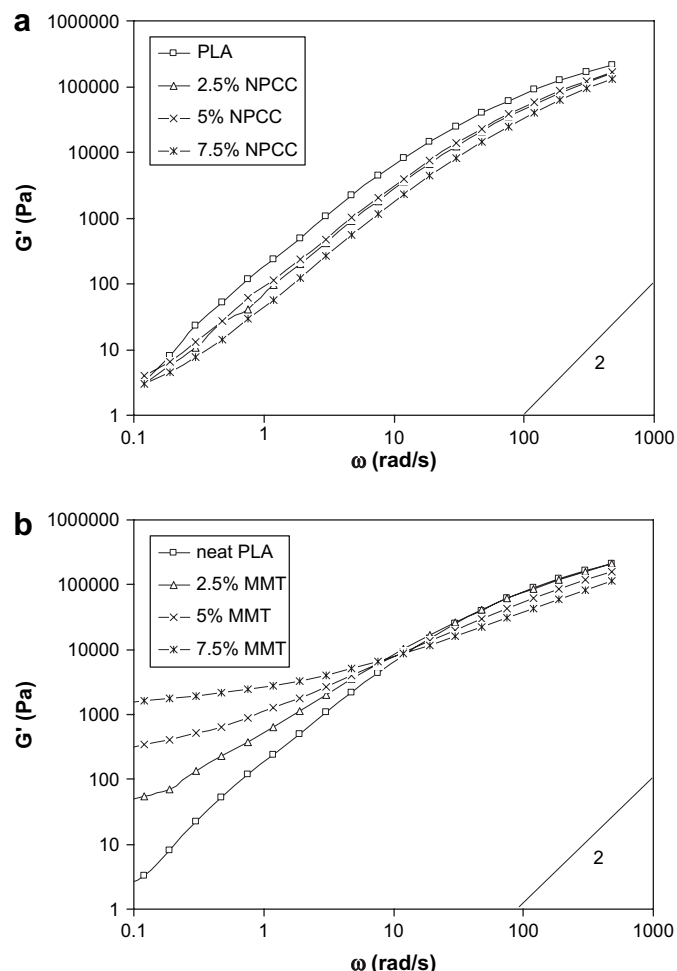 a
1000000
100000
10000
1000
100
10
1
G' (Pa)
PLA
2.5% NPCC
5% NPCC
7.5% NPCC
2
0.1 1 10 100 1000
ω (rad/s)
b
1000000
100000
10000
1000
100
10
1
G' (Pa)
neat PLA
2.5% MMT
5% MMT
7.5% MMT
2
0.1 1 10 100 1000
ω (rad/s)